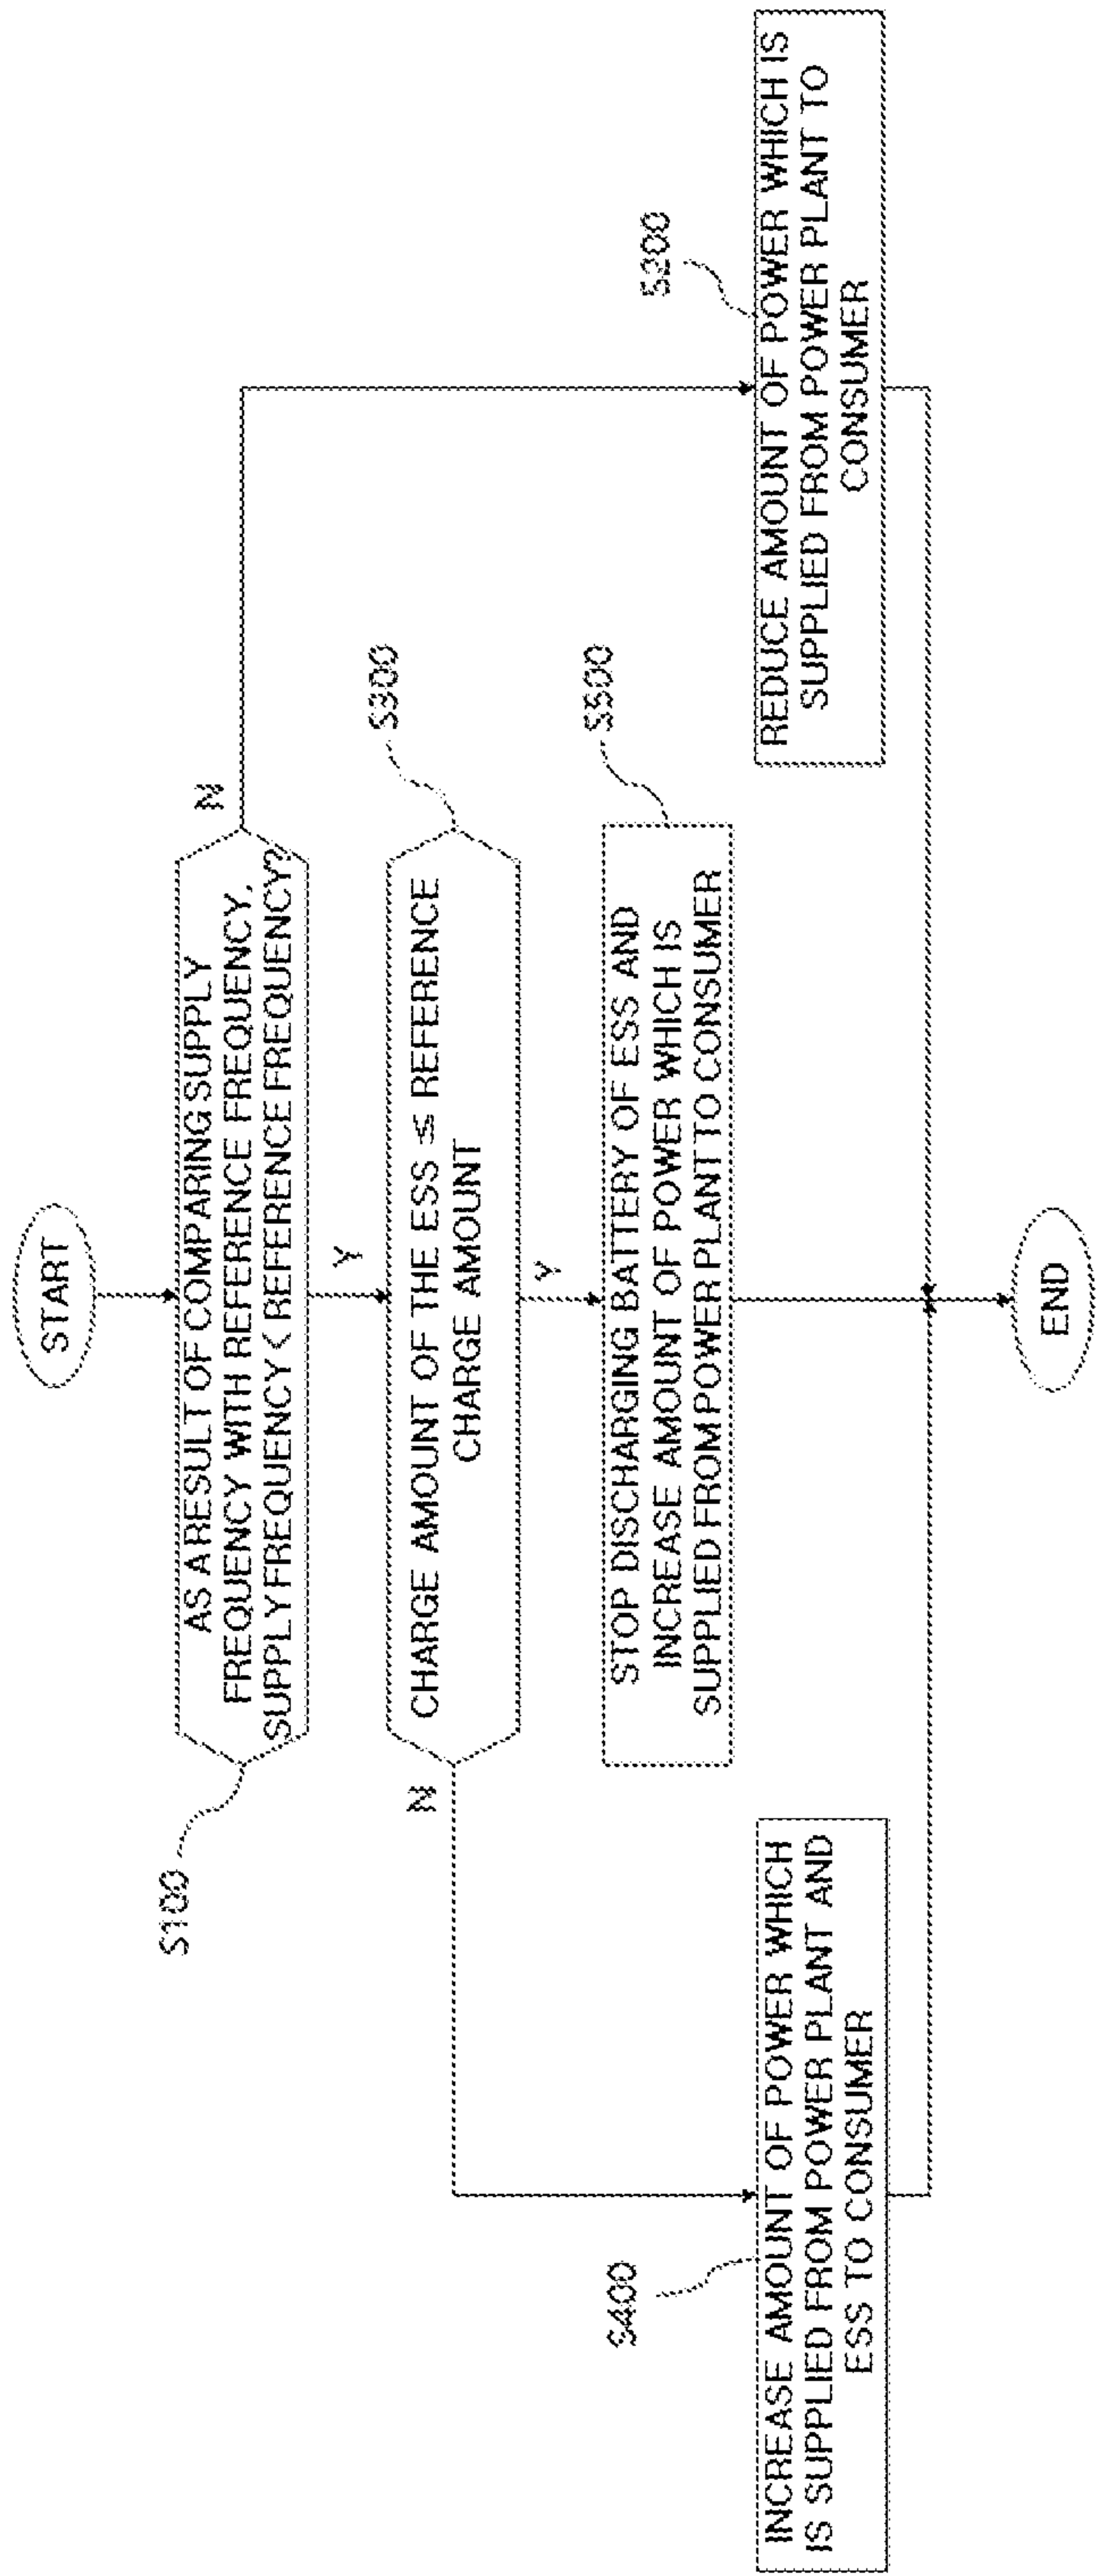 START
AS A RESULT OF COMPARING SUPPLY
FREQUENCY WITH REFERENCE FREQUENCY,
SUPPLY FREQUENCY < REFERENCE FREQUENCY?
S100
N
Y
CHARGE AMOUNT OF THE ESS ≤ REFERENCE
CHARGE AMOUNT
S300
N
Y
STOP DISCHARGING BATTERY OF ESS AND
INCREASE AMOUNT OF POWER WHICH IS
SUPPLIED FROM POWER PLANT TO CONSUMER
S500
S400
INCREASE AMOUNT OF POWER WHICH
IS SUPPLIED FROM POWER PLANT AND
ESS TO CONSUMER
S200
REDUCE AMOUNT OF POWER WHICH IS
SUPPLIED FROM POWER PLANT TO
CONSUMER
END